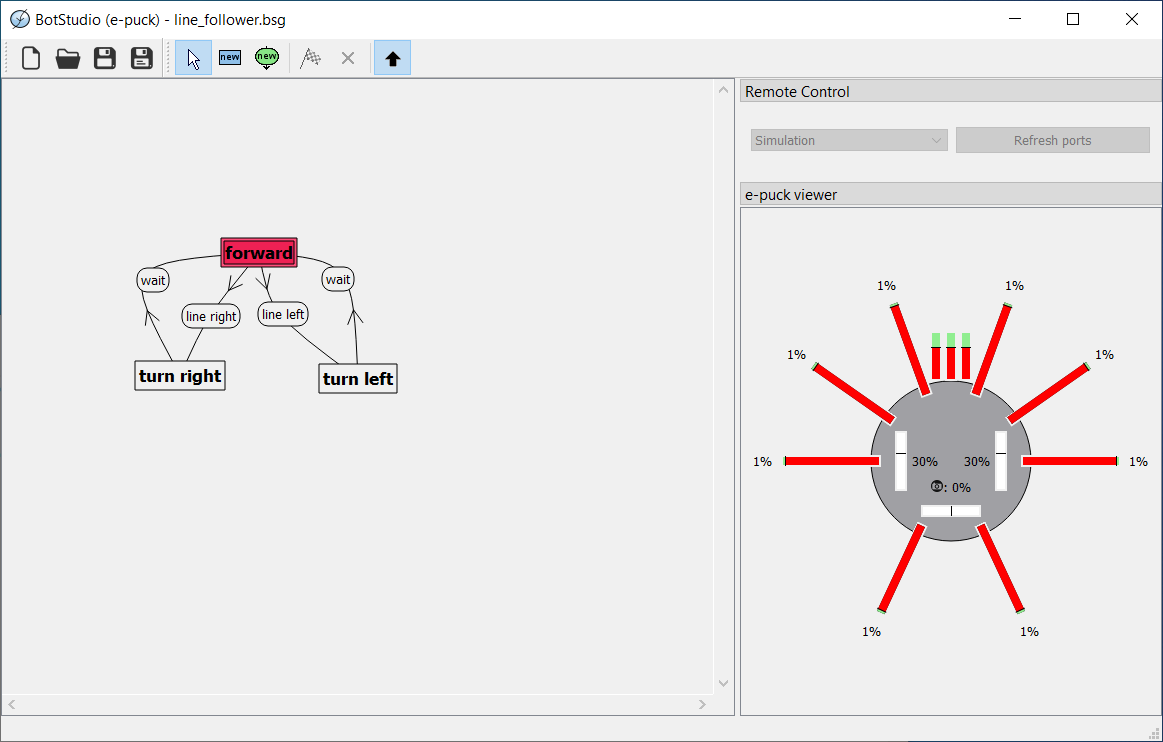 BotStudio (e-puck) - line_follower.bsg
new
new
Remote Control
Simulation
Refresh ports
e-puck viewer
forward
wait
wait
line right
line left
turn right
turn left
1%
1%
1%
1%
1%
1%
30%
30%
: 0%
1%
1%